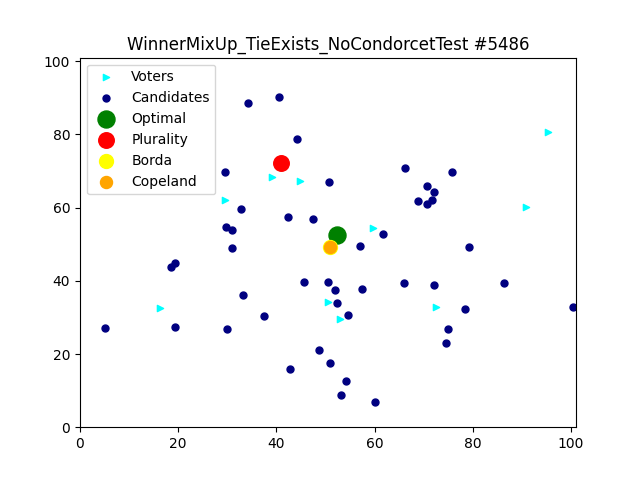 WinnerMixUp_TieExists_NoCondorcetTest #5486
Voters
Candidates
Optimal
Plurality
Borda
Copeland
100
80
60
40
20
0
0 20 40 60 80 100